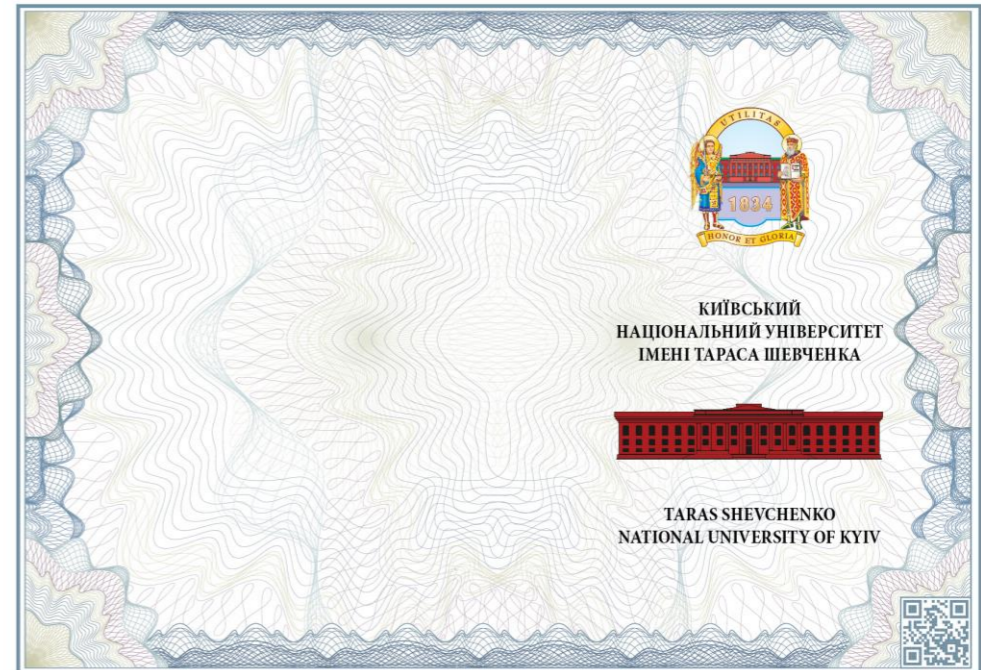 UTILITAS
1834
HONOR ET GLORIA
КИЇВСЬКИЙ
НАЦІОНАЛЬНИЙ УНІВЕРСИТЕТ
ІМЕНІ ТАРАСА ШЕВЧЕНКА
TARAS SHEVCHENKO
NATIONAL UNIVERSITY OF KYIV